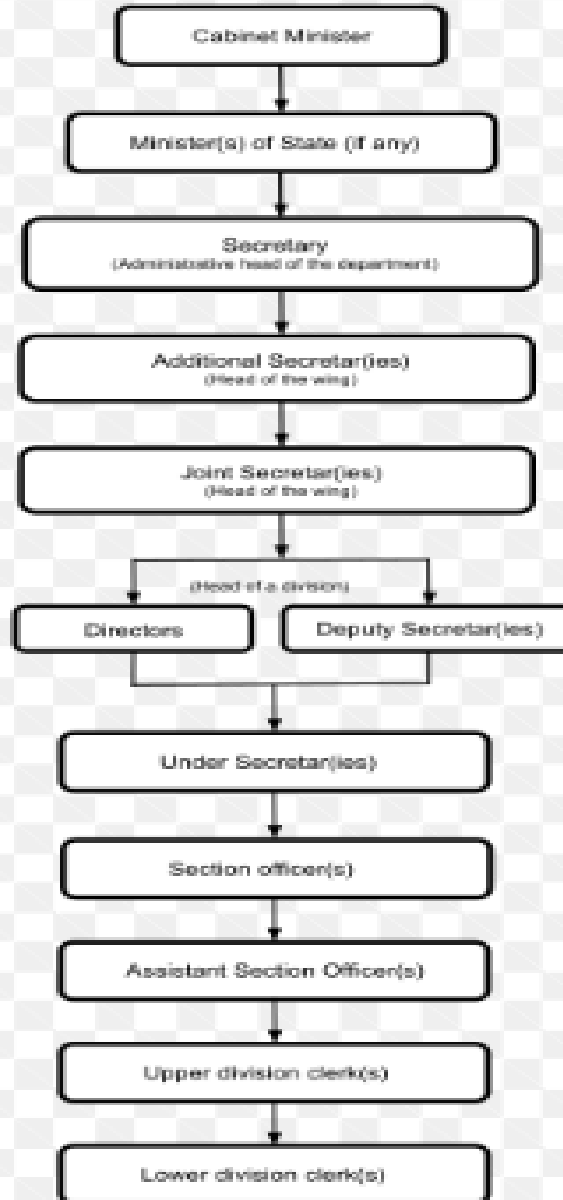 Cabinet Minister
Minister(s) of State (if any)
Secretary
(Administrative head of the department)
Additional Secretar(ies)
(Head of the wing)
Joint Secretar(ies)
(Head of the wing)
(Head of a division)
Directors
Deputy Secretar(ies)
Under Secretar(ies)
Section officer(s)
Assistant Section Officer(s)
Upper division clerk(s)
Lower division clerk(s)